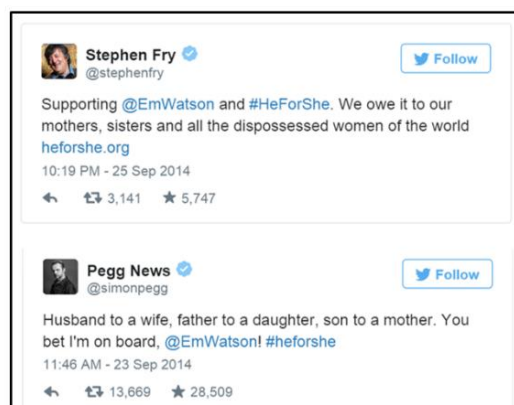 Stephen Fry
@stephenfry
Follow
Supporting @EmWatson and #HeForShe. We owe it to our
mothers, sisters and all the dispossessed women of the world
heforshe.org
10:19 PM - 25 Sep 2014
3,141 5,747
Pegg News
@simonpegg
Follow
Husband to a wife, father to a daughter, son to a mother. You
bet I'm on board, @EmWatson! #heforshe
11:46 AM - 23 Sep 2014
13,669 28,509